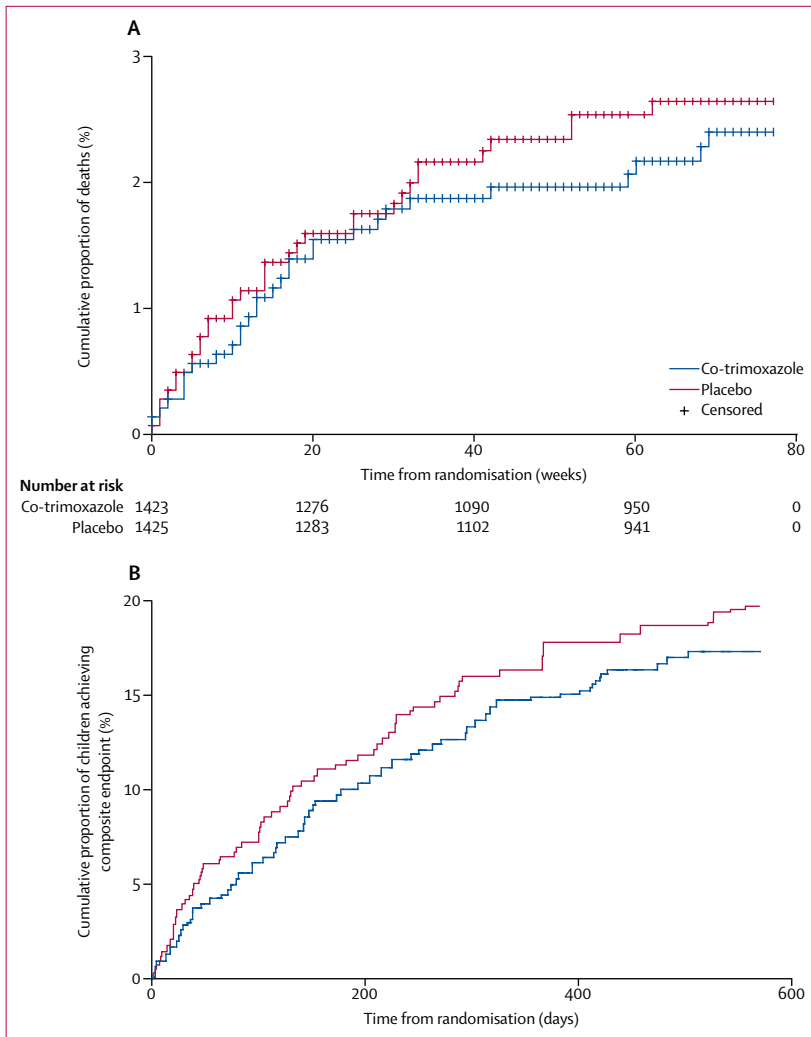 A
Cumulative proportion of deaths (%)
3
2
1
0
Co-trimoxazole
Placebo
Censored
0 20 40 60 80
Time from randomisation (weeks)
Number at risk
Co-trimoxazole 1423 1276 1090 950 0
Placebo 1425 1283 1102 941 0
B
Cumulative proportion of children achieving
composite endpoint (%)
20
15
10
5
0
0 200 400 600
Time from randomisation (days)